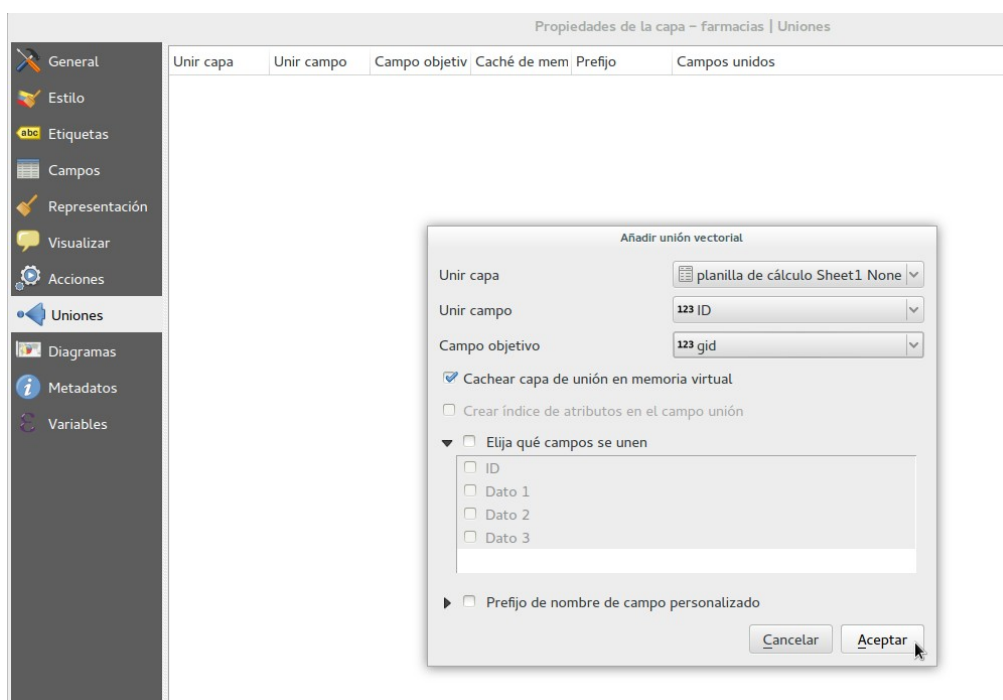 Propiedades de la capa – farmacias | Uniones
General
Estilo
abc Etiquetas
Campos
Representación
Visualizar
Acciones
Uniones
Diagramas
Metadatos
Variables
Unir capa Unir campo Campo objetiv Caché de mem Prefijo Campos unidos
Añadir unión vectorial
Unir capa planilla de cálculo Sheet1 None
Unir campo 123 ID
Campo objetivo 123 gid
Cachear capa de unión en memoria virtual
Crear índice de atributos en el campo unión
Elija qué campos se unen
ID
Dato 1
Dato 2
Dato 3
Prefijo de nombre de campo personalizado
Cancelar Aceptar